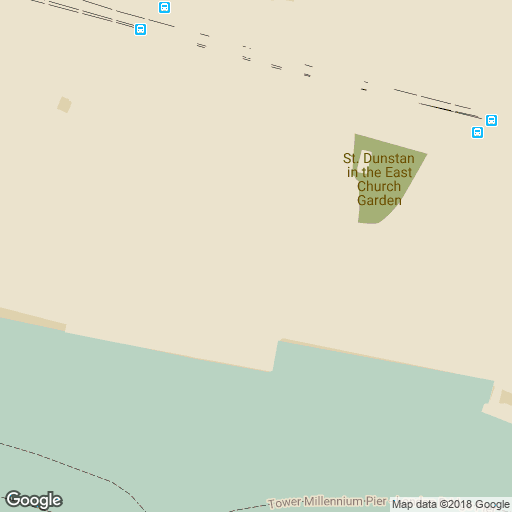 St. Dunstan
in the East
Church
Garden
Tower Millennium Pier
Google
Map data ©2018 Google